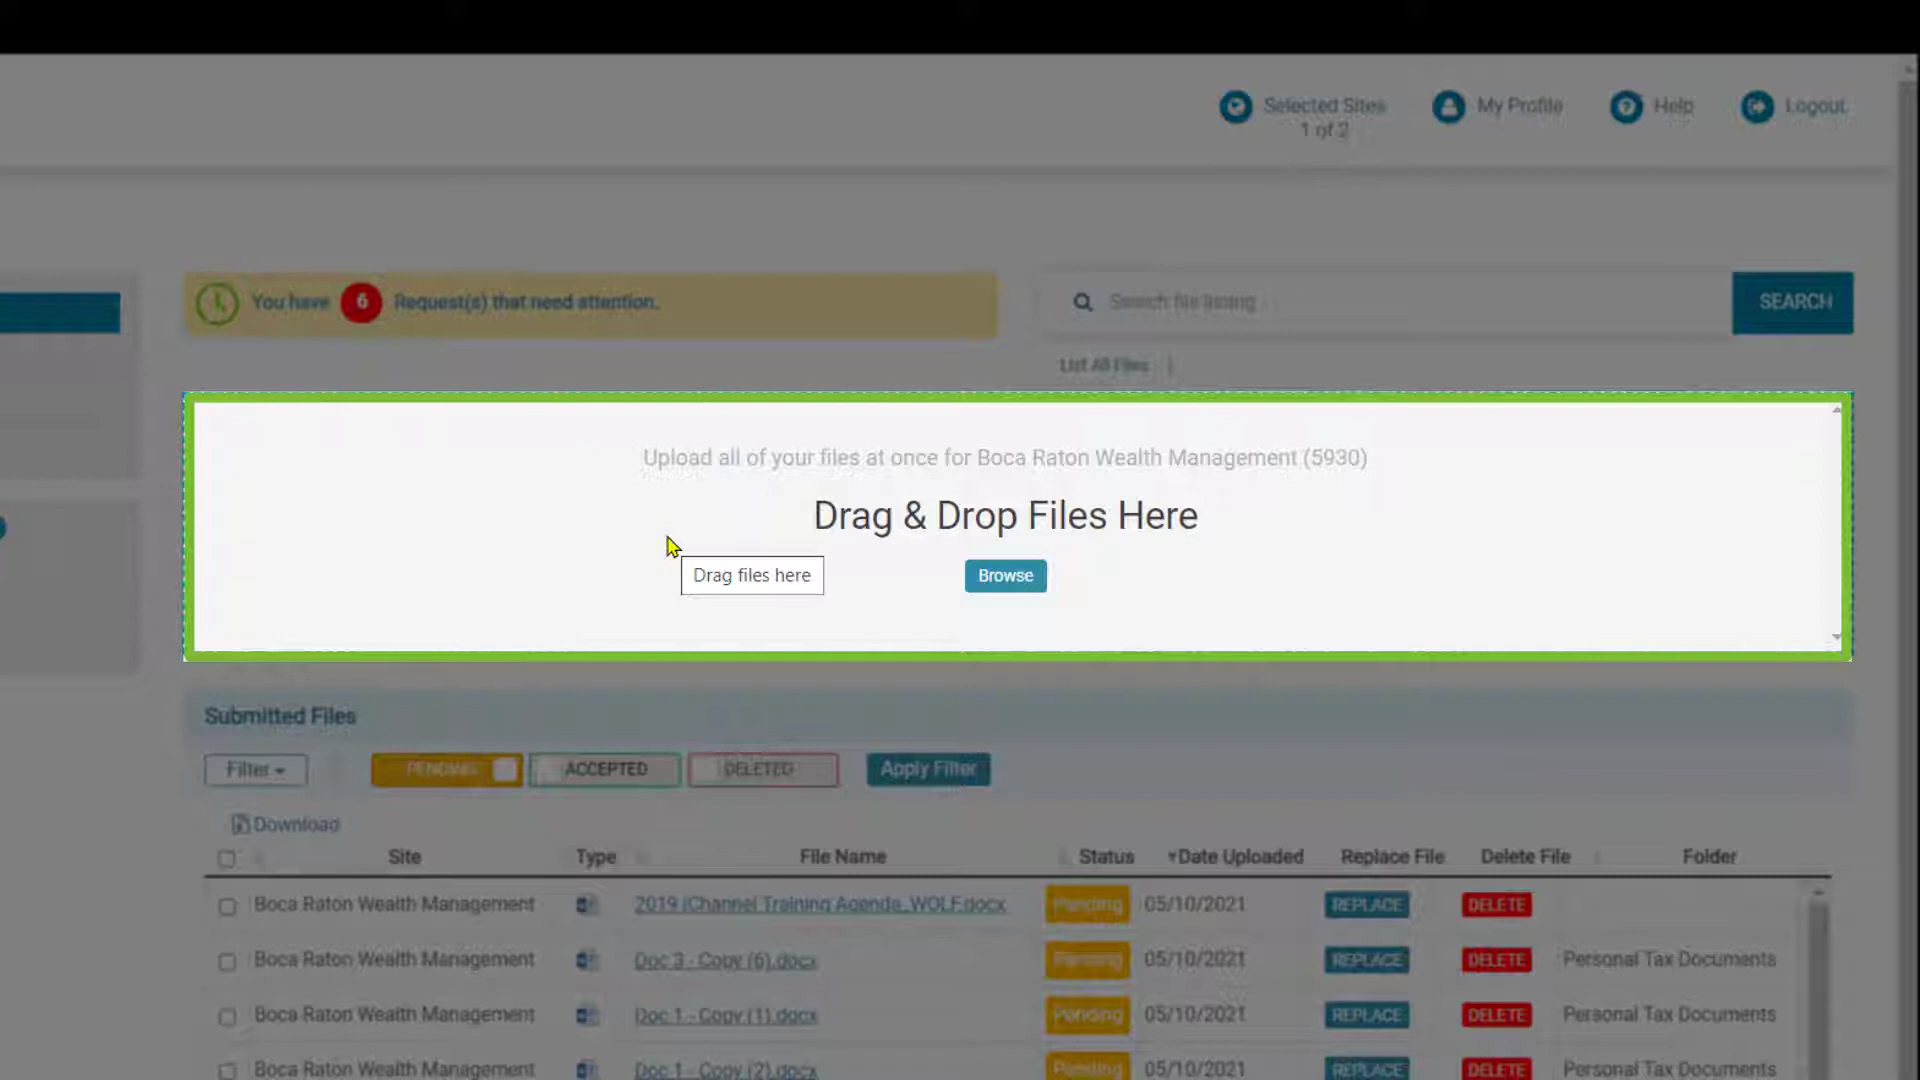 Selected Sites
1 of 2
My Profile
Help
Logout
You have 6 Request(s) that need attention.
Search file listing
SEARCH
List All Files |
Upload all of your files at once for Boca Raton Wealth Management (5930)
Drag & Drop Files Here
Drag files here
Browse
Submitted Files
Filter
PENDING
ACCEPTED
DELETED
Apply Filter
Download
Site Type File Name Status Date Uploaded Replace File Delete File Folder
Boca Raton Wealth Management 2019 iChannel Training Agenda_WOLF.docx Pending 05/10/2021 REPLACE DELETE
Boca Raton Wealth Management Doc 3 - Copy (6).docx Pending 05/10/2021 REPLACE DELETE Personal Tax Documents
Boca Raton Wealth Management Doc 1 - Copy (1).docx Pending 05/10/2021 REPLACE DELETE Personal Tax Documents
Boca Raton Wealth Management Doc 1 - Copy (2).docx Pending 05/10/2021 REPLACE DELETE Personal Tax Documents